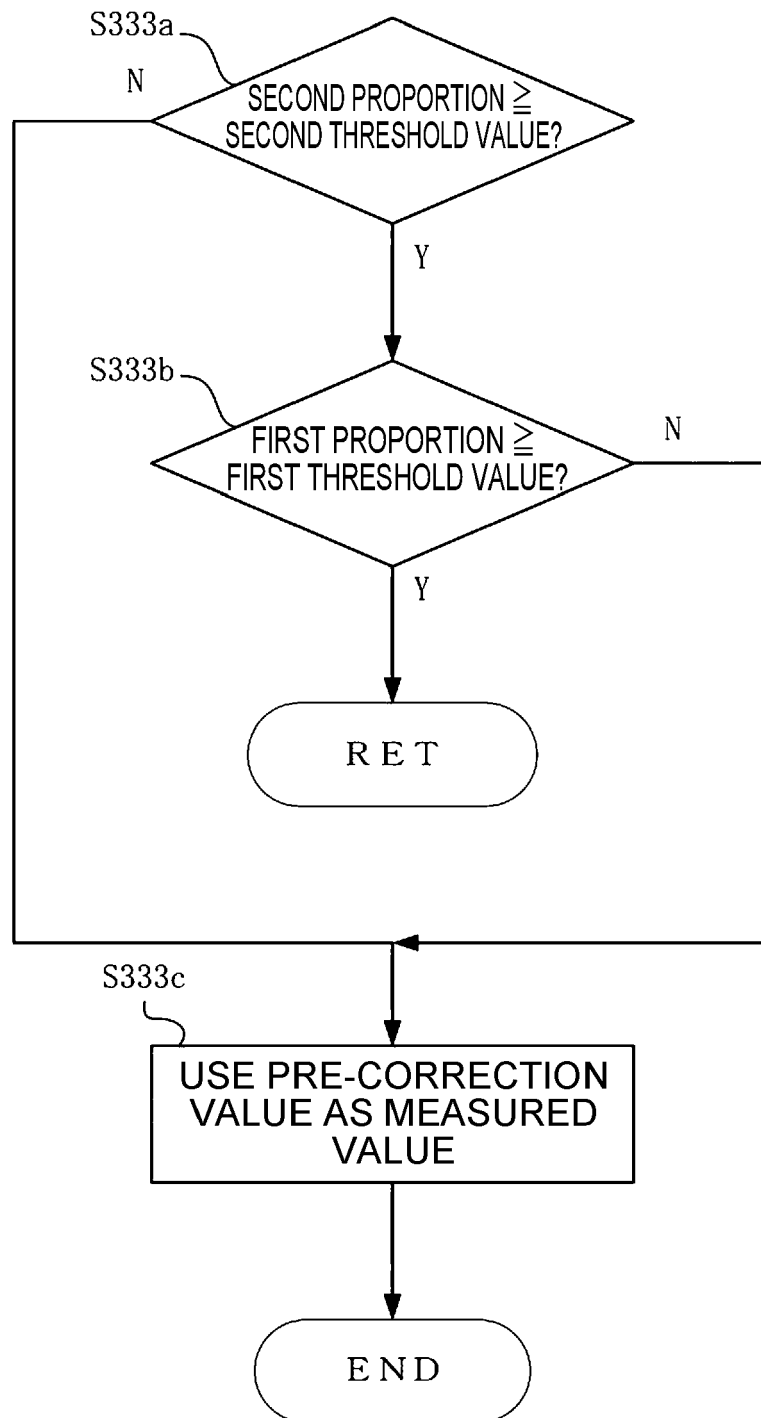 S333a
N
SECOND PROPORTION ≧
SECOND THRESHOLD VALUE?
Y
S333b
FIRST PROPORTION ≧
FIRST THRESHOLD VALUE?
N
Y
RET
S333c
USE PRE-CORRECTION
VALUE AS MEASURED
VALUE
END